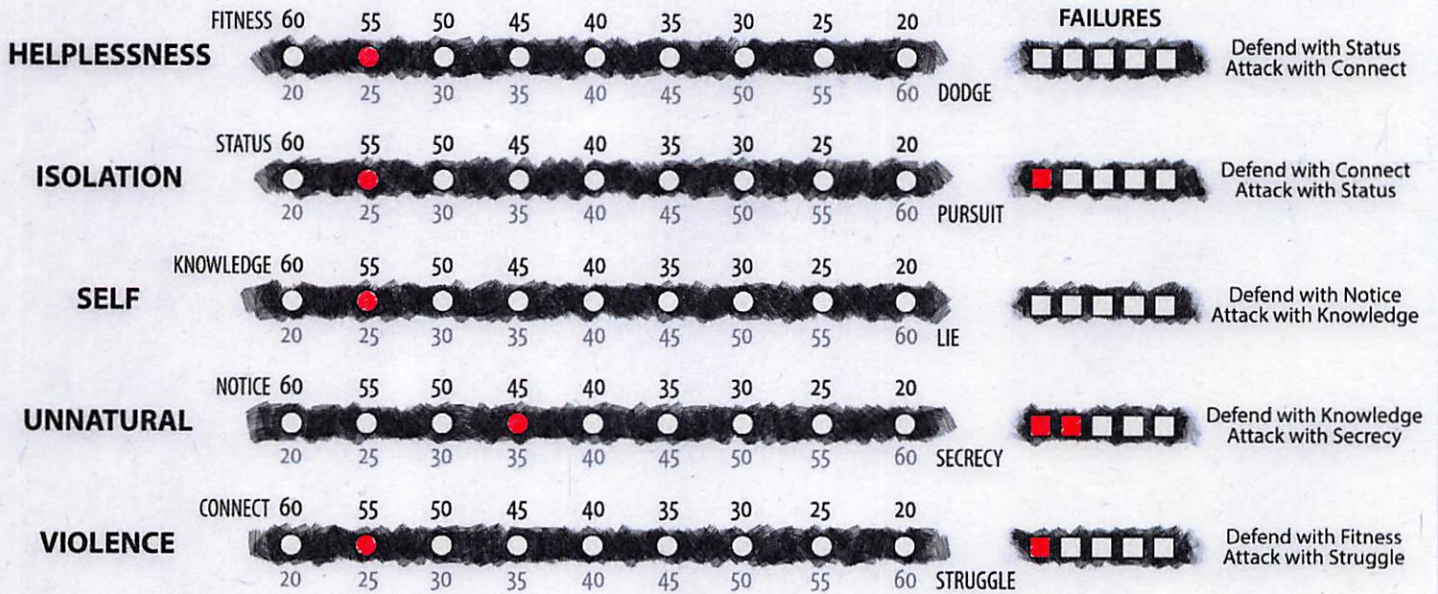 FITNESS 60 55 50 45 40 35 30 25 20 FAILURES
HELPLESSNESS
20 25 30 35 40 45 50 55 60 DODGE
Defend with Status
Attack with Connect
STATUS 60 55 50 45 40 35 30 25 20
ISOLATION
20 25 30 35 40 45 50 55 60 PURSUIT
Defend with Connect
Attack with Status
KNOWLEDGE 60 55 50 45 40 35 30 25 20
SELF
20 25 30 35 40 45 50 55 60 LIE
Defend with Notice
Attack with Knowledge
NOTICE 60 55 50 45 40 35 30 25 20
UNNATURAL
20 25 30 35 40 45 50 55 60 SECRECY
Defend with Knowledge
Attack with Secrecy
CONNECT 60 55 50 45 40 35 30 25 20
VIOLENCE
20 25 30 35 40 45 50 55 60 STRUGGLE
Defend with Fitness
Attack with Struggle